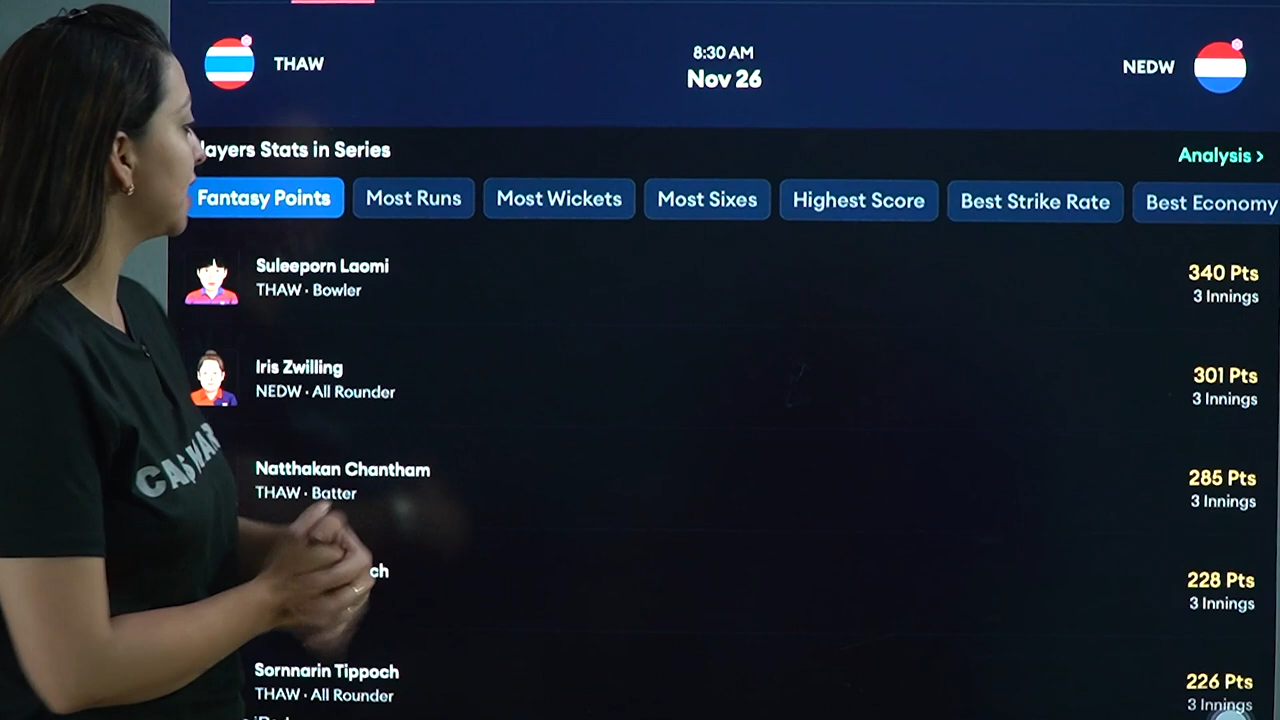 THAW
8:30 AM
Nov 26
NEDW
layers Stats in Series
Analysis >
Fantasy Points
Most Runs
Most Wickets
Most Sixes
Highest Score
Best Strike Rate
Best Economy
Suleeporn Laomi
THAW · Bowler
340 Pts
3 Innings
Iris Zwilling
NEDW · All Rounder
301 Pts
3 Innings
Natthakan Chantham
THAW · Batter
285 Pts
3 Innings
ch
228 Pts
3 Innings
Sornnarin Tippoch
THAW · All Rounder
226 Pts
3 Innings